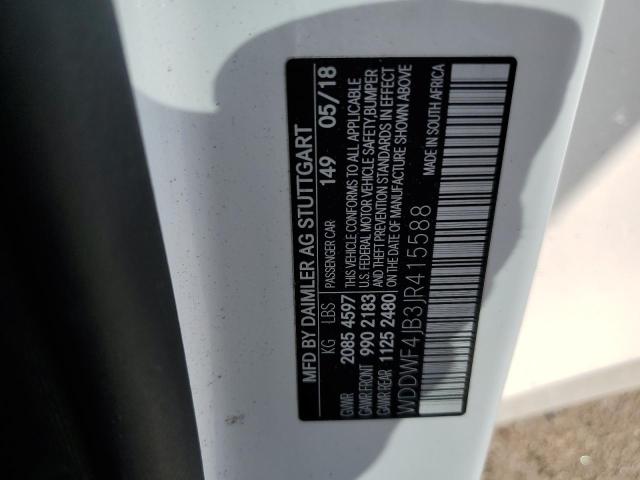 MFD BY DAIMLER AG STUTTGART
PASSENGER CAR 149 05/18
KG LBS
GVWR 2085 4597
GAWR.FRONT 990 2183
GAWR.REAR 1125 2480
THIS VEHICLE CONFORMS TO ALL APPLICABLE
U.S. FEDERAL MOTOR VEHICLE SAFETY,BUMPER
AND THEFT PREVENTION STANDARDS IN EFFECT
ON THE DATE OF MANUFACTURE SHOWN ABOVE
WDDWF4JB3JR415588
MADE IN SOUTH AFRICA